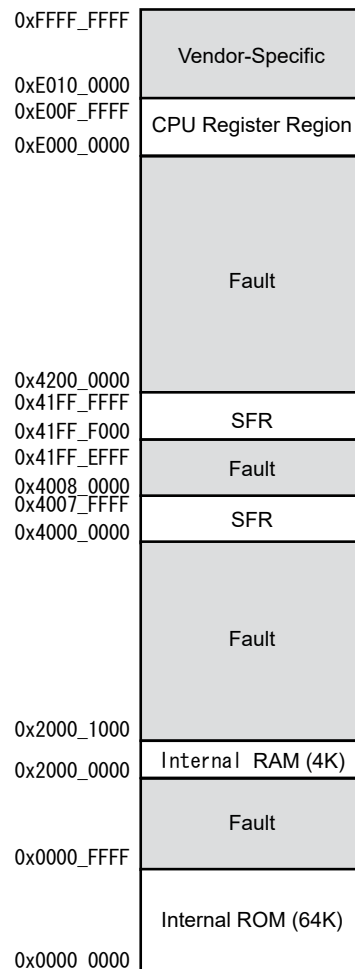 0xFFFF_FFFF
Vendor-Specific
0xE010_0000
0xE00F_FFFF
CPU Register Region
0xE000_0000
Fault
0x4200_0000
0x41FF_FFFF
SFR
0x41FF_F000
0x41FF_EFFF
Fault
0x4008_0000
0x4007_FFFF
SFR
0x4000_0000
Fault
0x2000_1000
Internal RAM (4K)
0x2000_0000
Fault
0x0000_FFFF
Internal ROM (64K)
0x0000_0000